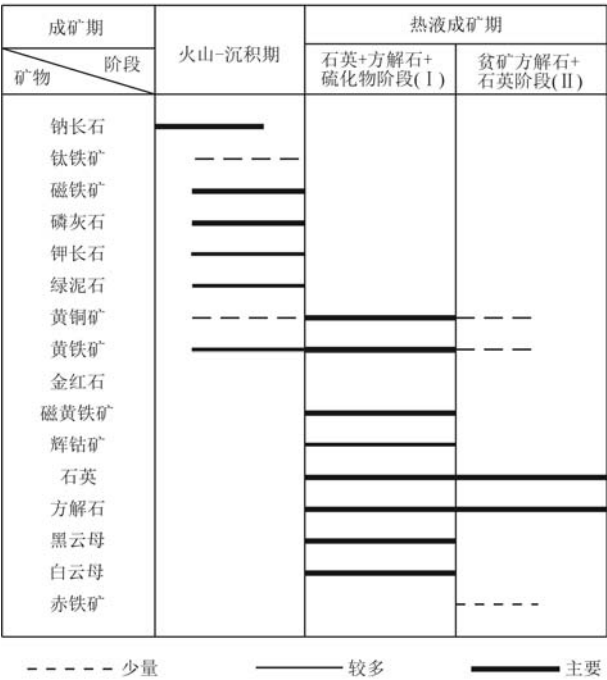 成矿期
热液成矿期
阶段
矿物
火山-沉积期
石英+方解石+
硫化物阶段(Ⅰ)
贫矿方解石+
石英阶段(Ⅱ)
钠长石
钛铁矿
磁铁矿
磷灰石
钾长石
绿泥石
黄铜矿
黄铁矿
金红石
磁黄铁矿
辉钴矿
石英
方解石
黑云母
白云母
赤铁矿
少量
较多
主要